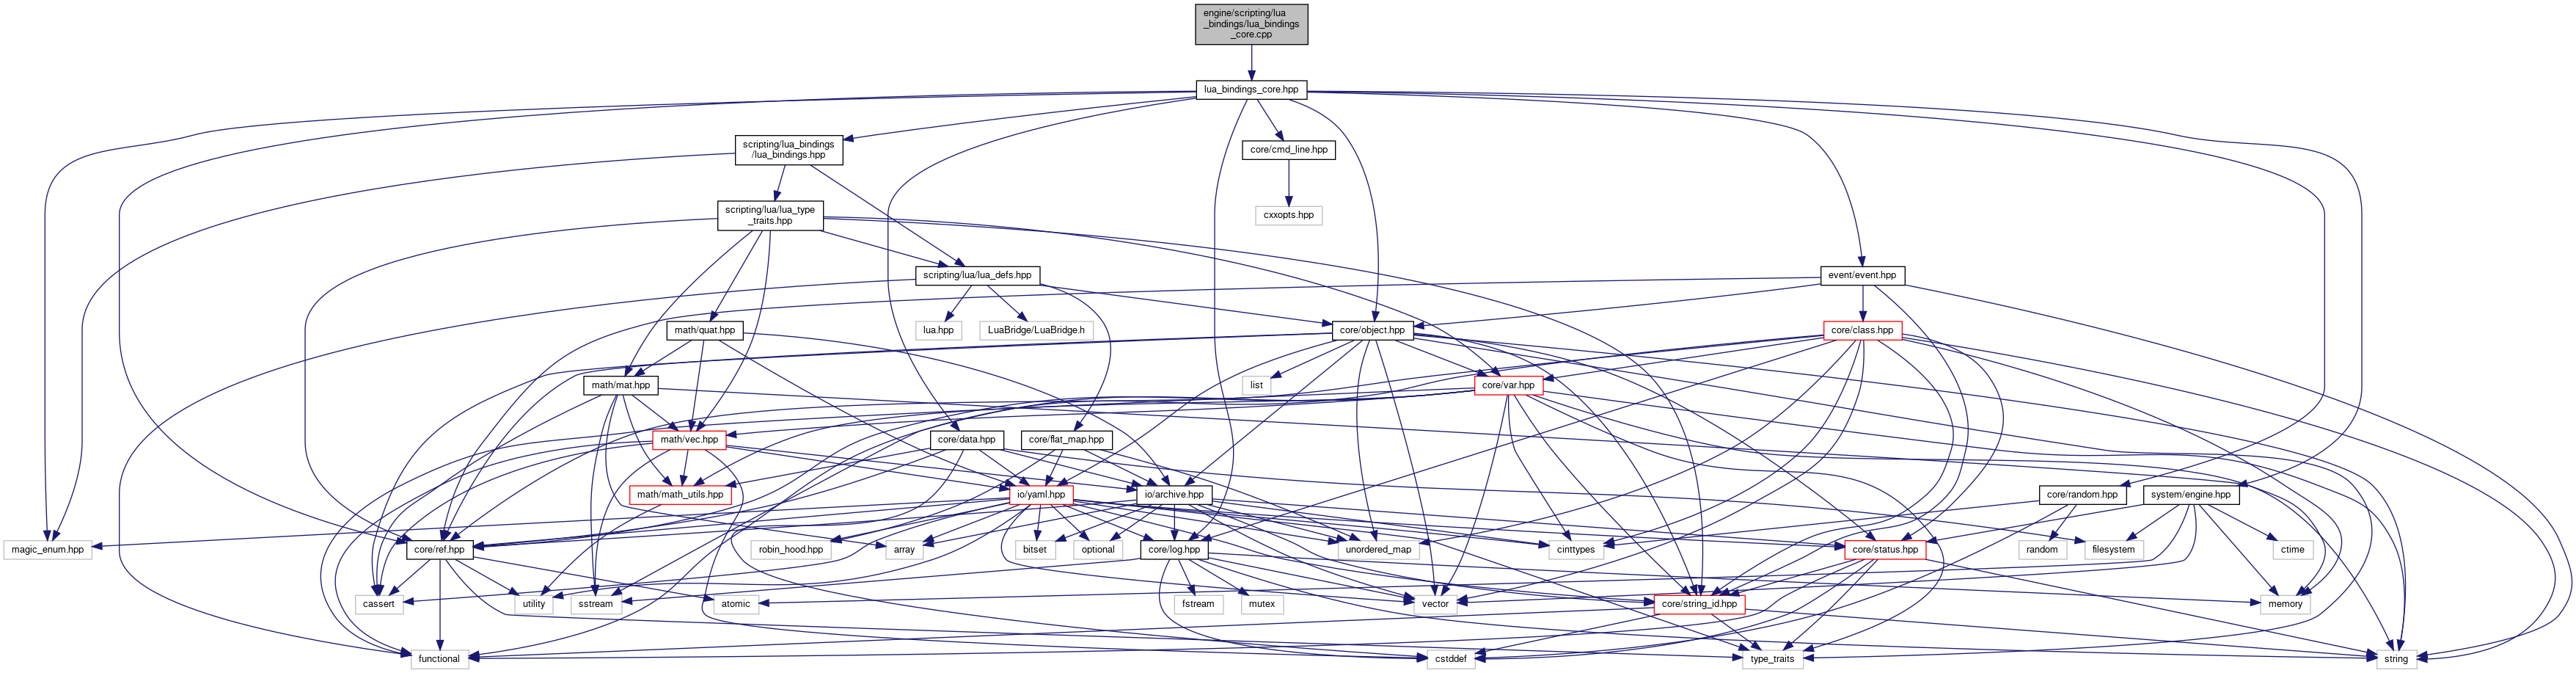 engine/scripting/lua
_bindings/lua_bindings
_core.cpp
lua_bindings_core.hpp
scripting/lua_bindings
/lua_bindings.hpp
core/cmd_line.hpp
scripting/lua/lua_type
_traits.hpp
cxxopts.hpp
scripting/lua/lua_defs.hpp
event/event.hpp
math/quat.hpp
lua.hpp
LuaBridge/LuaBridge.h
core/object.hpp
core/class.hpp
math/mat.hpp
list
core/var.hpp
math/vec.hpp
core/data.hpp
core/flat_map.hpp
math/math_utils.hpp
io/yaml.hpp
io/archive.hpp
core/random.hpp
system/engine.hpp
magic_enum.hpp
core/ref.hpp
robin_hood.hpp
array
bitset
optional
core/log.hpp
unordered_map
cinttypes
core/status.hpp
random
filesystem
ctime
cassert
utility
sstream
atomic
fstream
mutex
vector
core/string_id.hpp
memory
functional
cstddef
type_traits
string